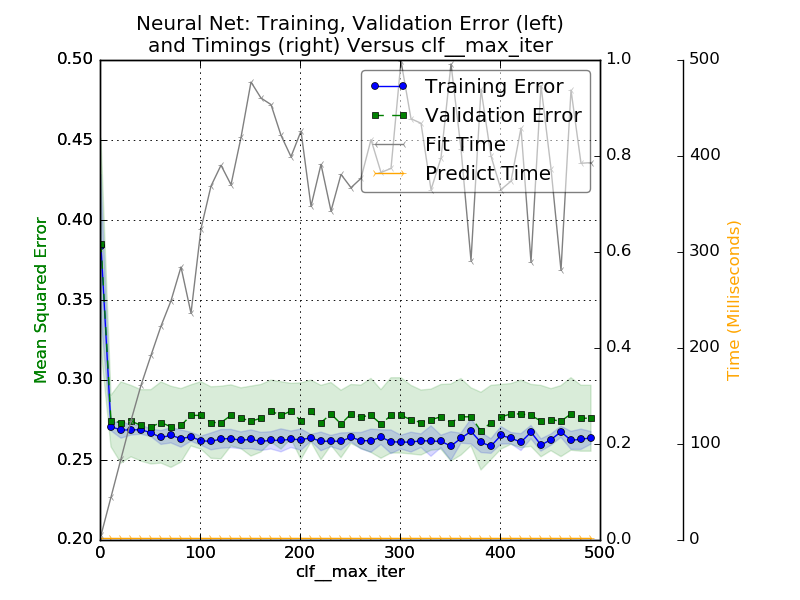 Neural Net: Training, Validation Error (left)
and Timings (right) Versus clf__max_iter
Training Error
Validation Error
Fit Time
Predict Time
Mean Squared Error
0.50
0.45
0.40
0.35
0.30
0.25
0.20
0
100
200
300
400
500
clf__max_iter
1.0
0.8
0.6
0.4
0.2
0.0
500
400
300
200
100
0
Time (Milliseconds)